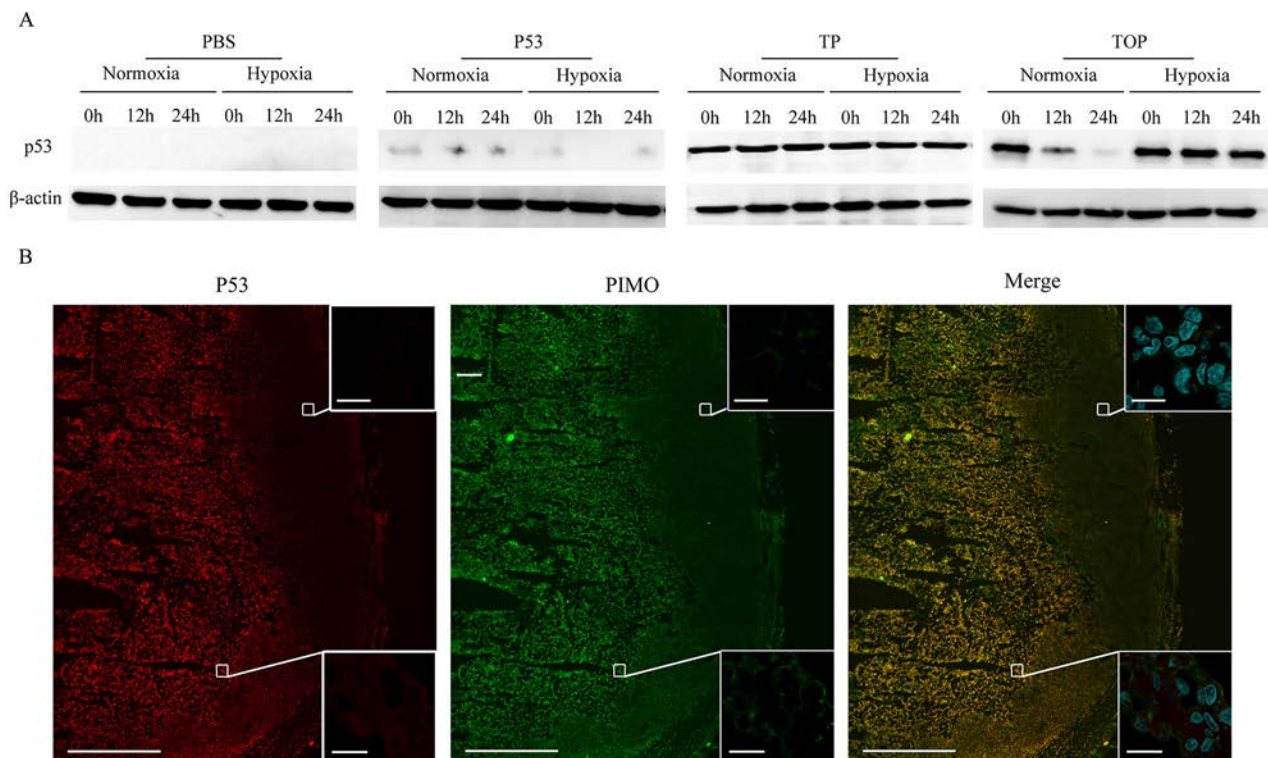 A
PBS P53 TP TOP
Normoxia Hypoxia Normoxia Hypoxia Normoxia Hypoxia Normoxia Hypoxia
0h 12h 24h 0h 12h 24h 0h 12h 24h 0h 12h 24h 0h 12h 24h 0h 12h 24h 0h 12h 24h 0h 12h 24h
p53
β-actin
B
P53 PIMO Merge